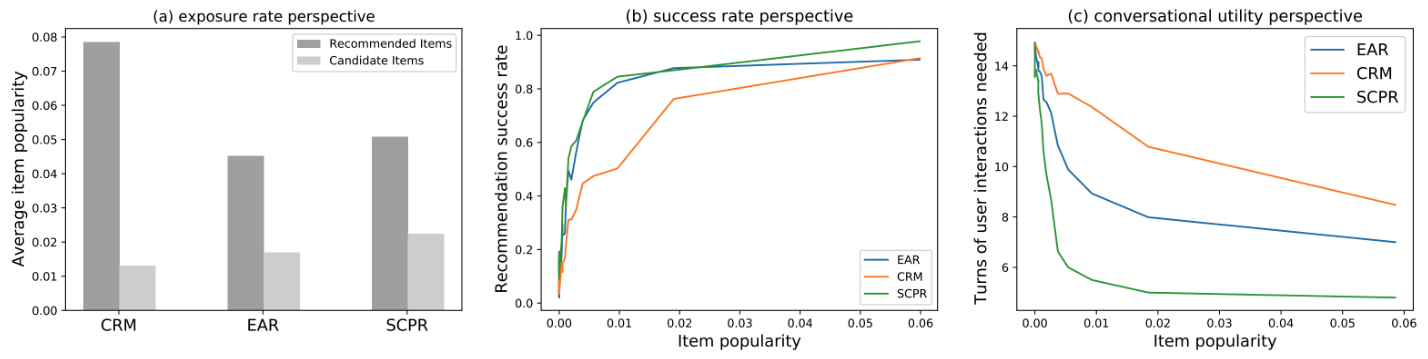 (a) exposure rate perspective
Average item popularity
0.08
0.07
0.06
0.05
0.04
0.03
0.02
0.01
0.00
Recommended Items
Candidate Items
CRM EAR SCPR
(b) success rate perspective
Recommendation success rate
1.0
0.8
0.6
0.4
0.2
0.0
EAR
CRM
SCPR
0.00 0.01 0.02 0.03 0.04 0.05 0.06
Item popularity
(c) conversational utility perspective
Turns of user interactions needed
14
12
10
8
6
EAR
CRM
SCPR
0.00 0.01 0.02 0.03 0.04 0.05 0.06
Item popularity